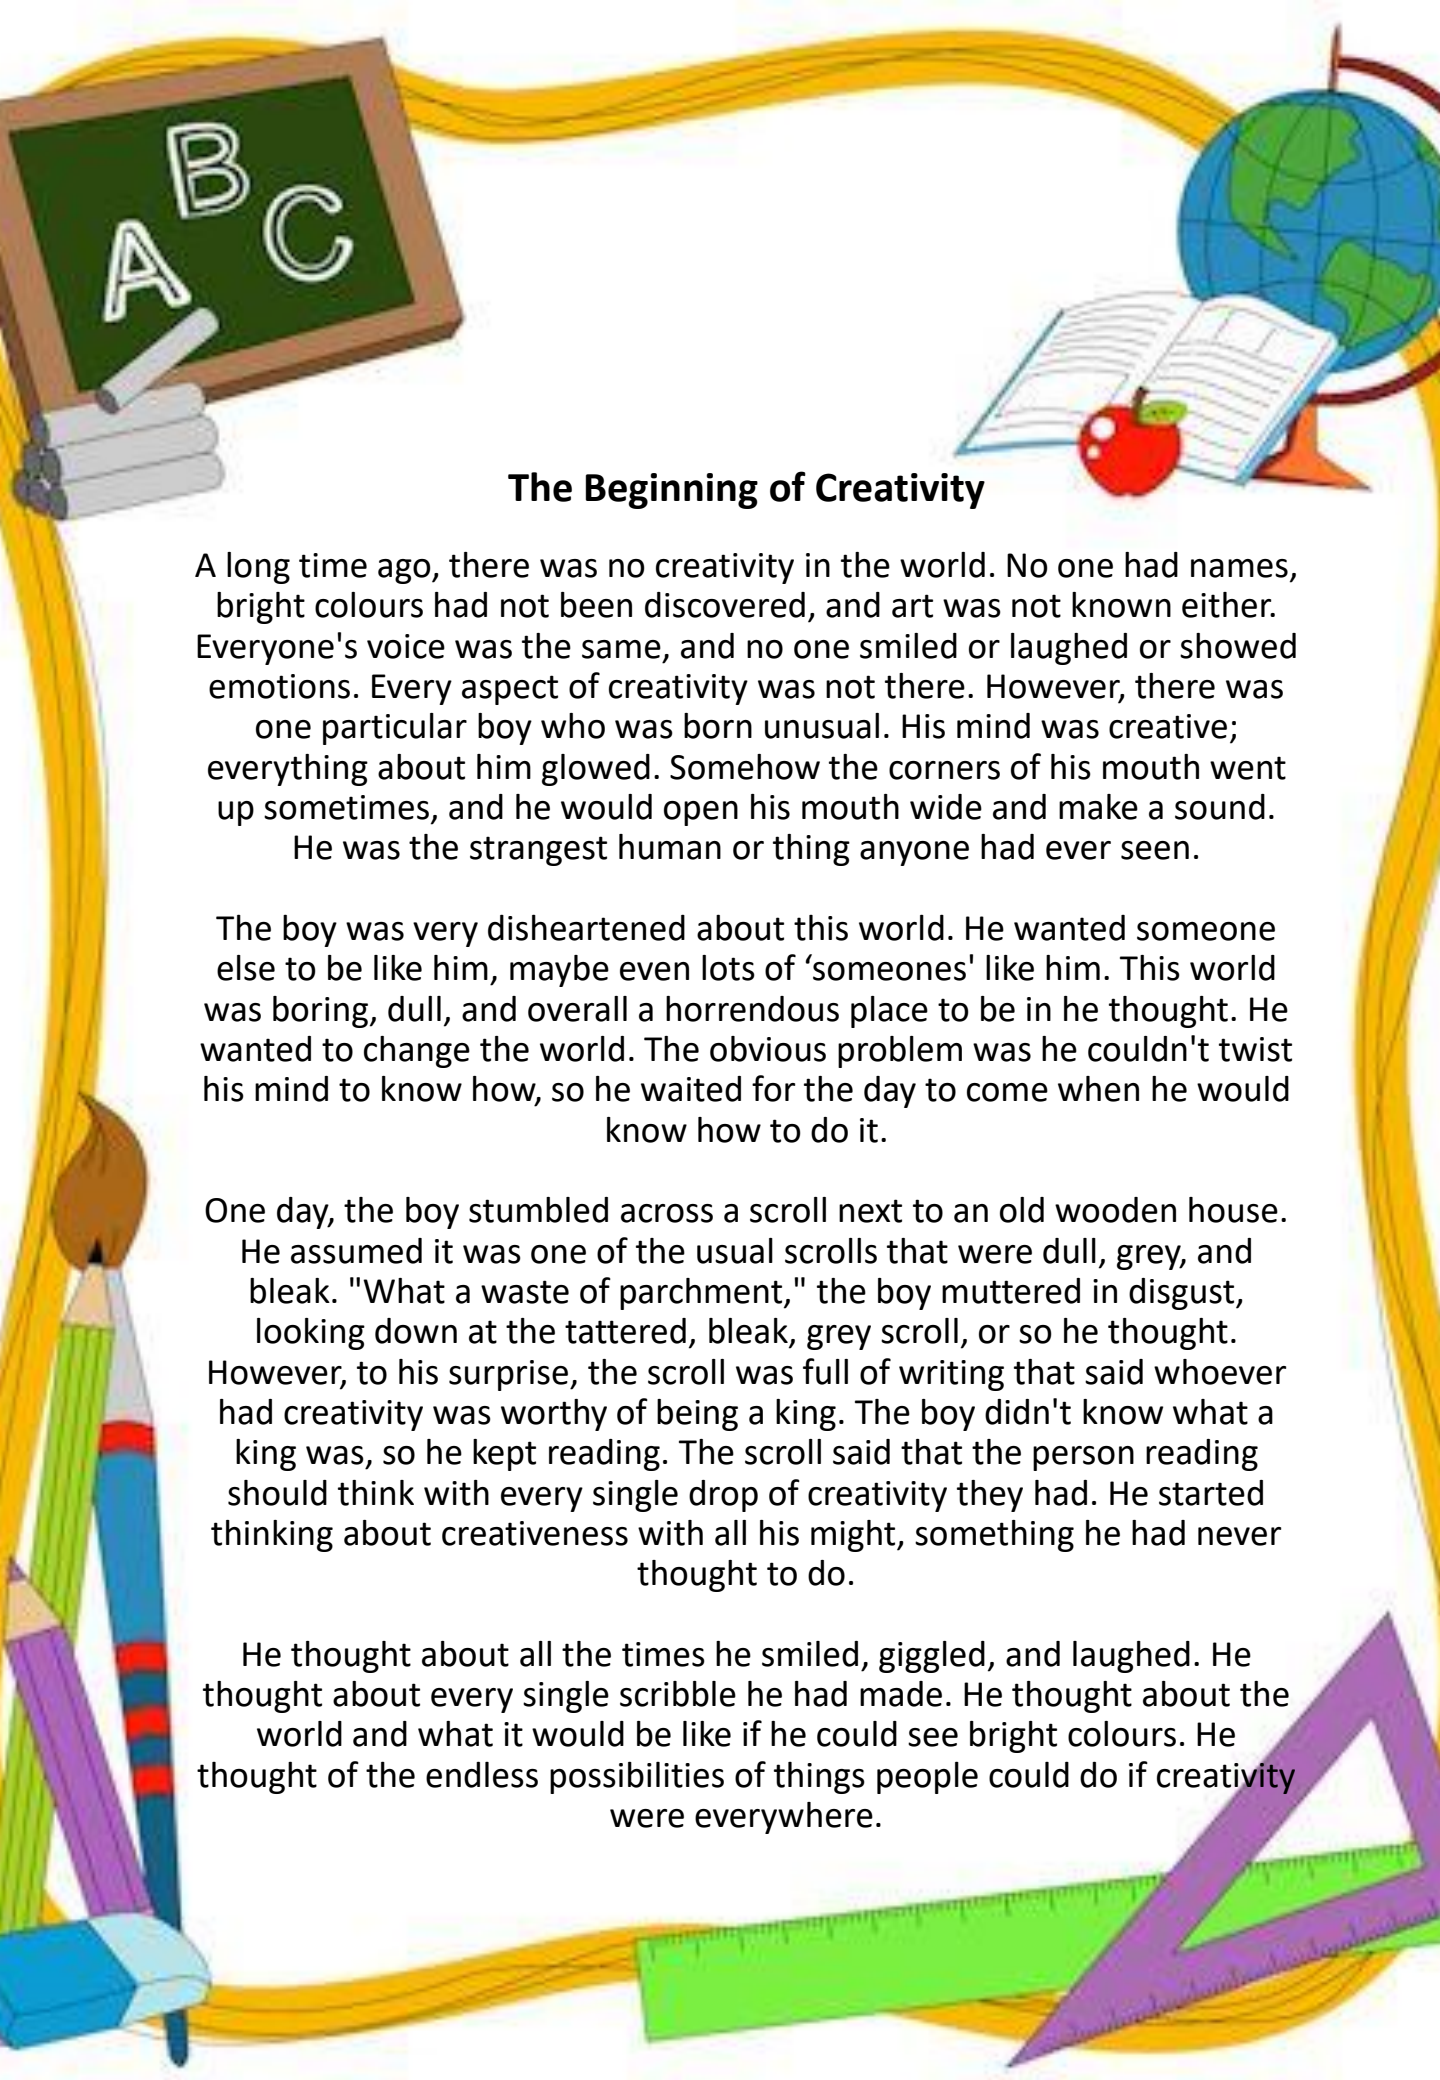 B
A
C
The Beginning of Creativity
A long time ago, there was no creativity in the world. No one had names,
bright colours had not been discovered, and art was not known either.
Everyone's voice was the same, and no one smiled or laughed or showed
emotions. Every aspect of creativity was not there. However, there was
one particular boy who was born unusual. His mind was creative;
everything about him glowed. Somehow the corners of his mouth went
up sometimes, and he would open his mouth wide and make a sound.
He was the strangest human or thing anyone had ever seen.
The boy was very disheartened about this world. He wanted someone
else to be like him, maybe even lots of ‘someones' like him. This world
was boring, dull, and overall a horrendous place to be in he thought. He
wanted to change the world. The obvious problem was he couldn't twist
his mind to know how, so he waited for the day to come when he would
know how to do it.
One day, the boy stumbled across a scroll next to an old wooden house.
He assumed it was one of the usual scrolls that were dull, grey, and
bleak. "What a waste of parchment," the boy muttered in disgust,
looking down at the tattered, bleak, grey scroll, or so he thought.
However, to his surprise, the scroll was full of writing that said whoever
had creativity was worthy of being a king. The boy didn't know what a
king was, so he kept reading. The scroll said that the person reading
should think with every single drop of creativity they had. He started
thinking about creativeness with all his might, something he had never
thought to do.
He thought about all the times he smiled, giggled, and laughed. He
thought about every single scribble he had made. He thought about the
world and what it would be like if he could see bright colours. He
thought of the endless possibilities of things people could do if creativity
were everywhere.